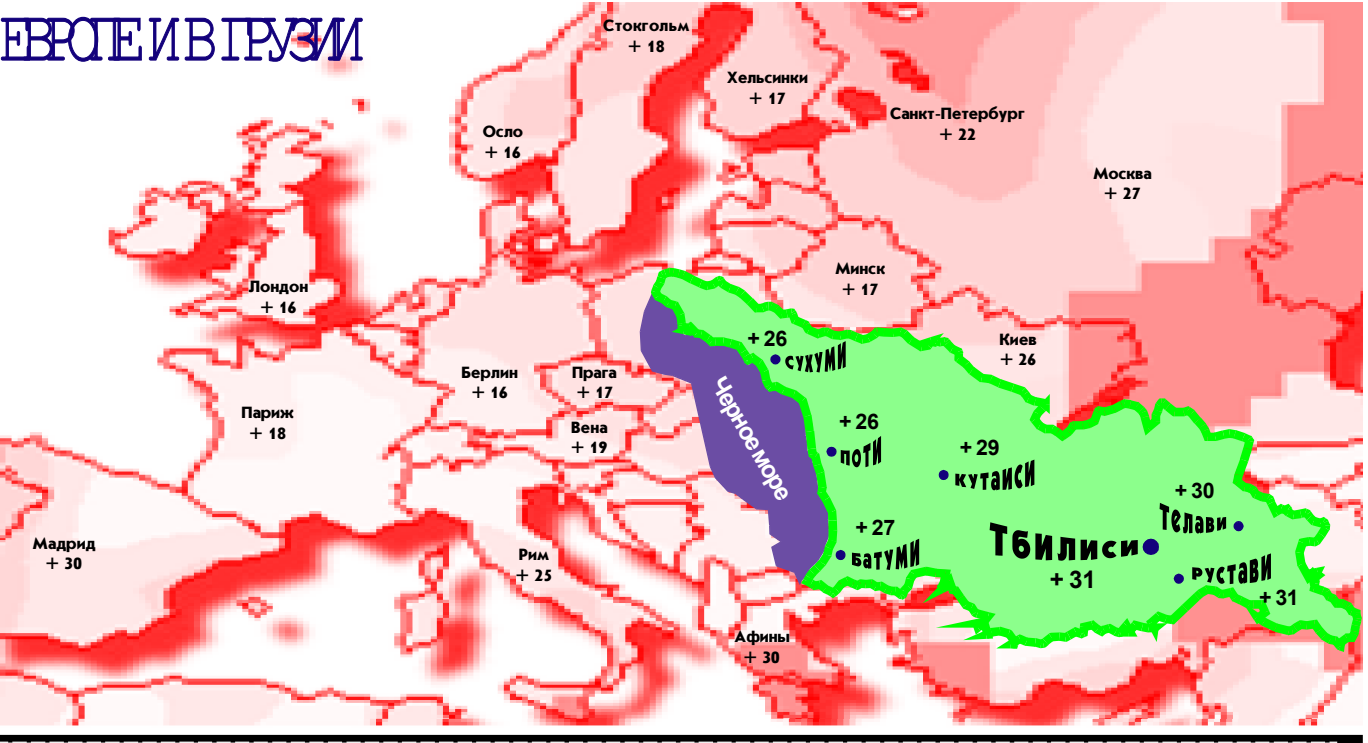 ЕВРОПЕ И В ГРУЗИИ
Стокгольм
+ 18
Хельсинки
+ 17
Санкт-Петербург
+ 22
Осло
+ 16
Москва
+ 27
Минск
+ 17
Лондон
+ 16
Киев
+ 26
Берлин
+ 16
Прага
+ 17
Париж
+ 18
Вена
+ 19
Мадрид
+ 30
Рим
+ 25
Афины
+ 30
Черное море
+ 26
СУХУМИ
+ 26
ПОТИ
+ 29
КУТАИСИ
+ 27
БАТУМИ
+ 30
Телави
Тбилиси
+ 31
РУСТАВИ
+ 31